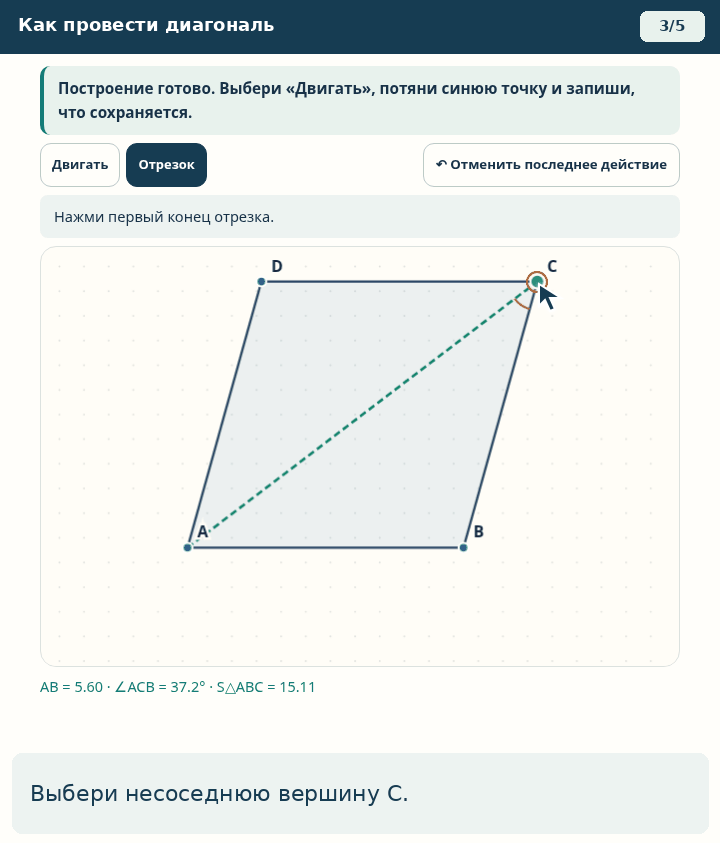 Как провести диагональ
3/5
Построение готово. Выбери «Двигать», потяни синюю точку и запиши,
что сохраняется.
Двигать
Отрезок
↶ Отменить последнее действие
Нажми первый конец отрезка.
D
C
A
B
AB = 5.60 · ∠ACB = 37.2° · S△ABC = 15.11
Выбери несоседнюю вершину C.